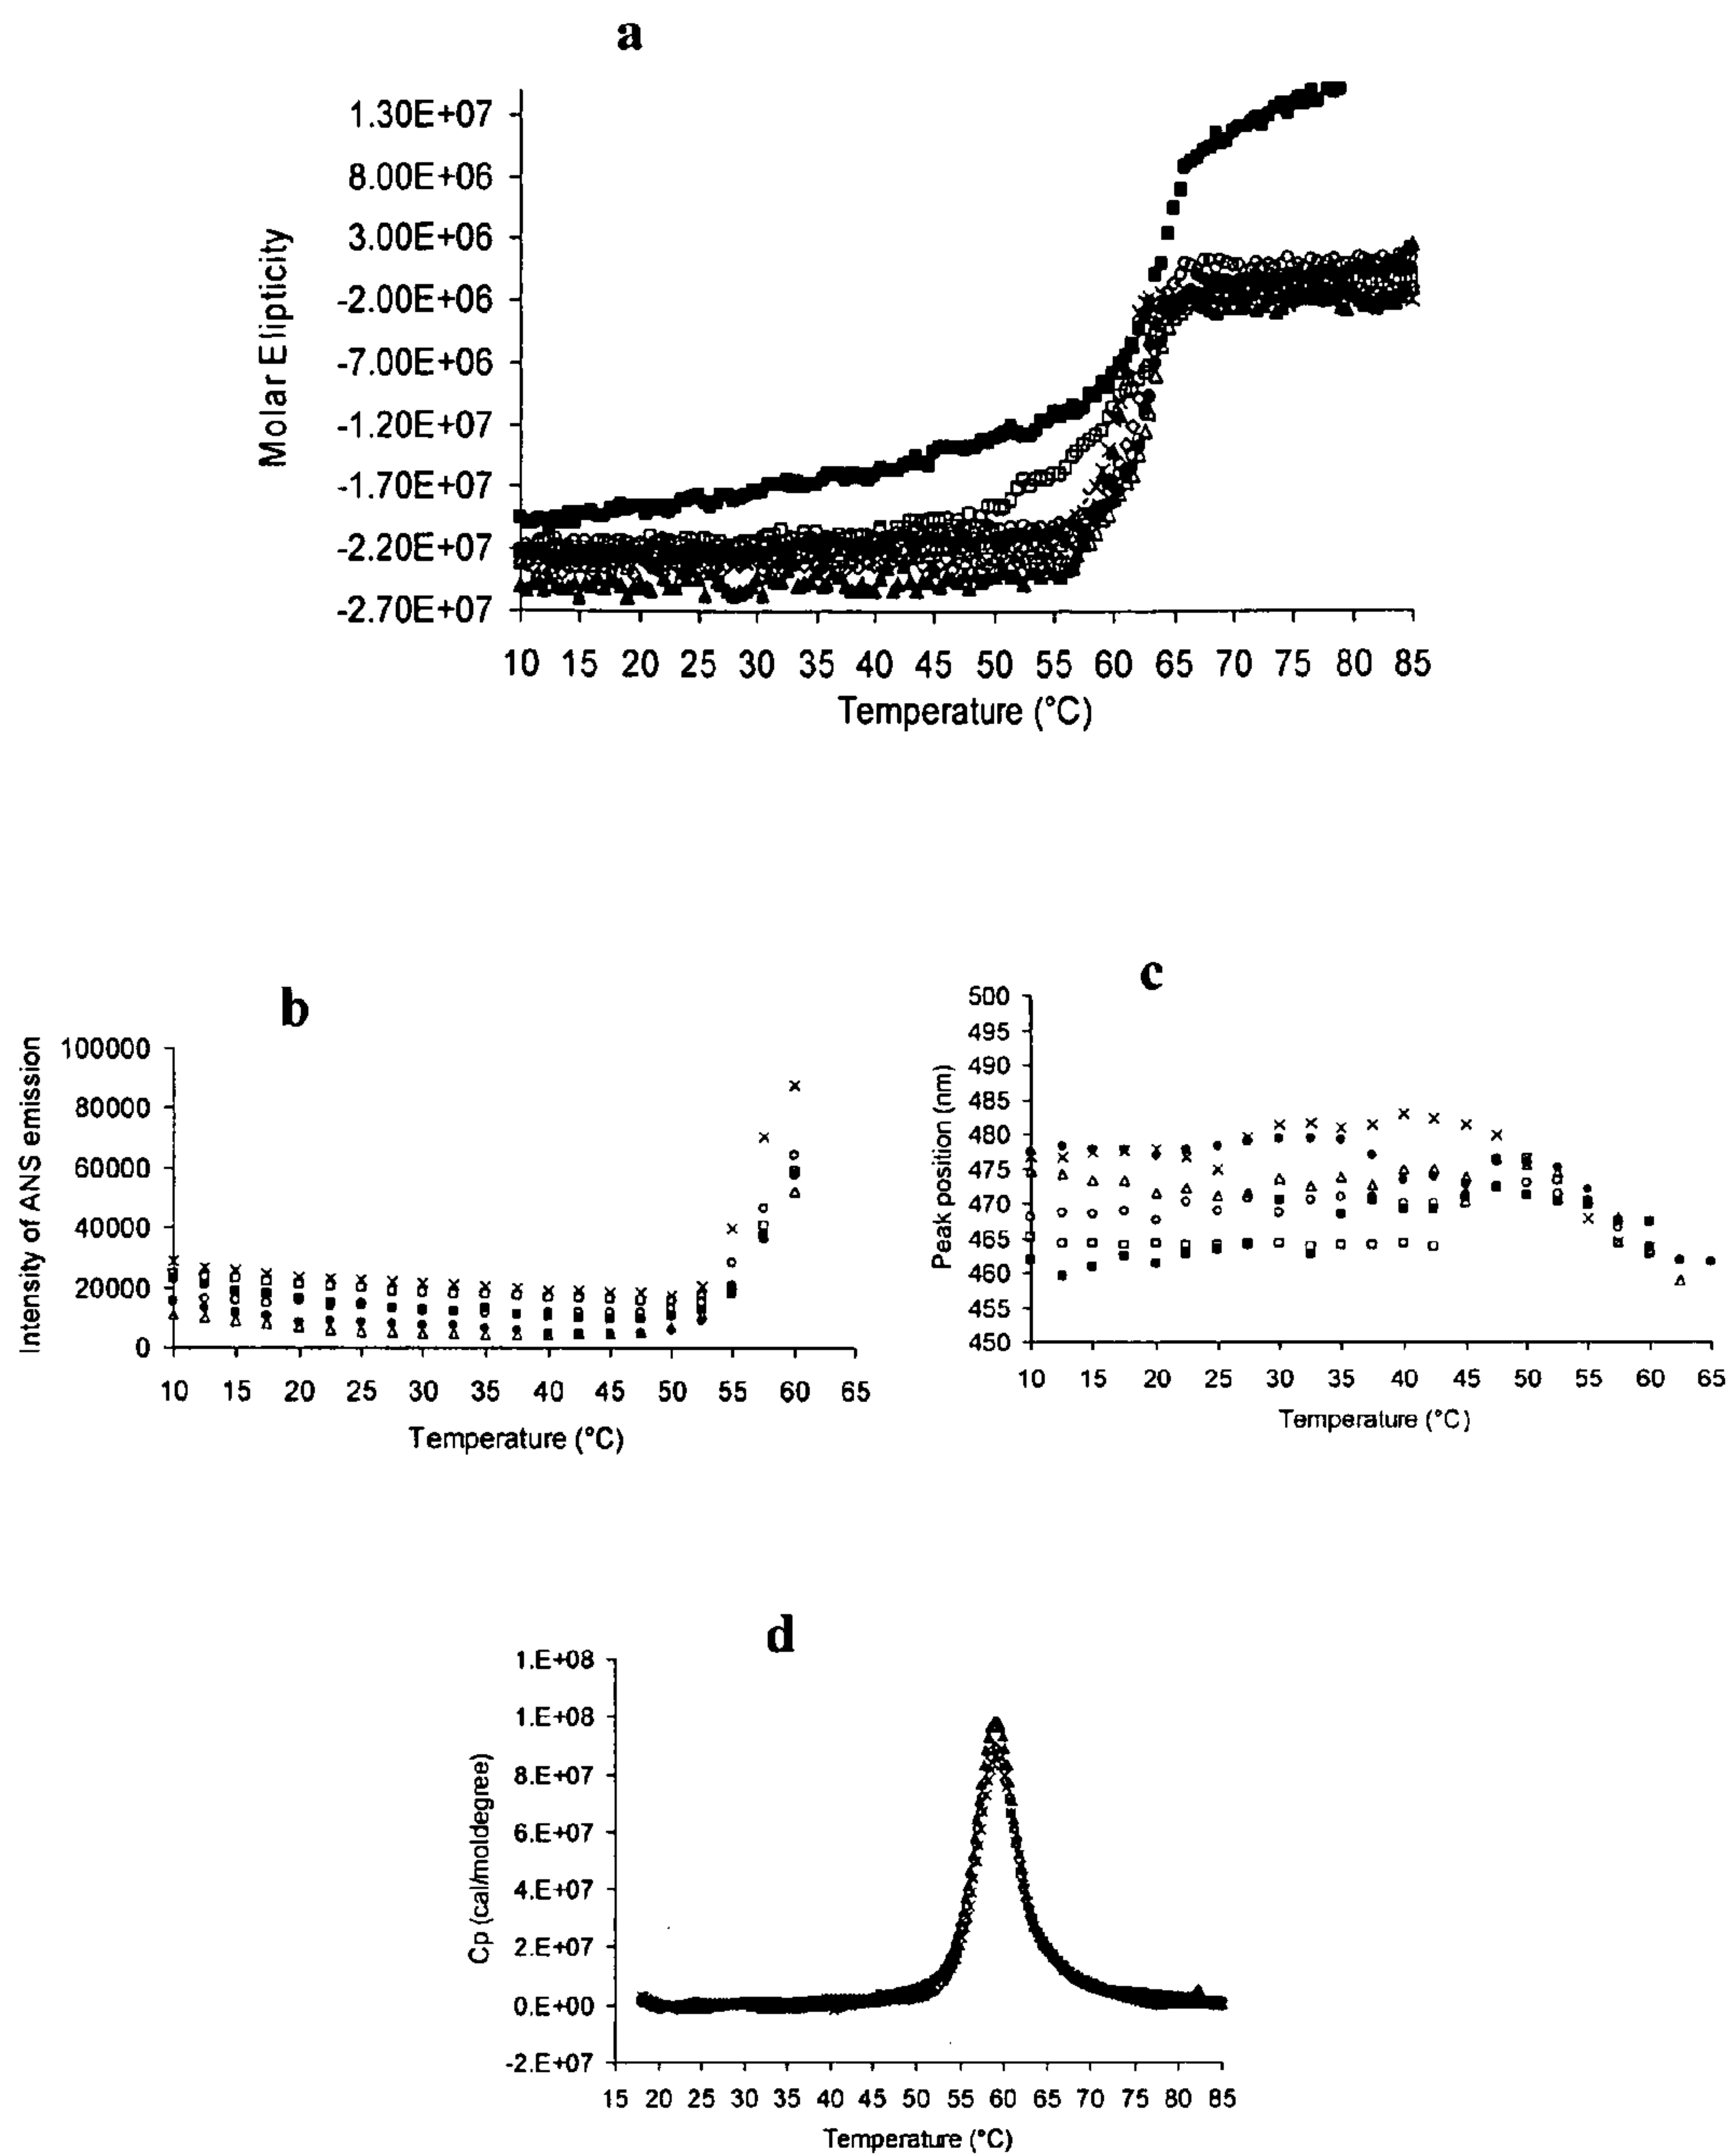 a
1.30E+07
8.00E+06
3.00E+06
-2.00E+06
-7.00E+06
-1.20E+07
-1.70E+07
-2.20E+07
-2.70E+07
Molar Elipticity
10 15 20 25 30 35 40 45 50 55 60 65 70 75 80 85
Temperature (°C)
b
100000
80000
60000
40000
20000
0
Intensity of ANS emission
10 15 20 25 30 35 40 45 50 55 60 65
Temperature (°C)
c
500
495
490
485
480
475
470
465
460
455
450
Peak position (nm)
10 15 20 25 30 35 40 45 50 55 60 65
Temperature (°C)
d
1.E+08
1.E+08
8.E+07
6.E+07
4.E+07
2.E+07
0.E+00
-2.E+07
Cp (cal/moldegree)
15 20 25 30 35 40 45 50 55 60 65 70 75 80 85
Temperature (°C)